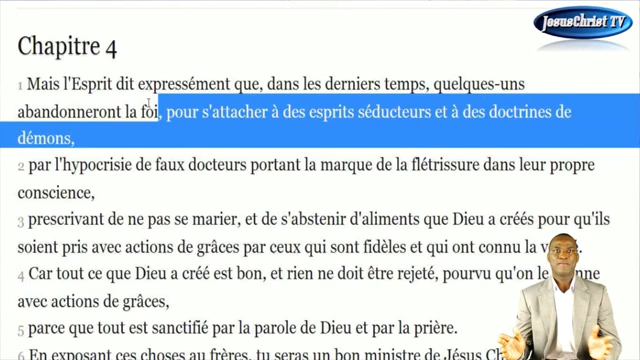 JesusChrist TV
Chapitre 4
1 Mais l'Esprit dit expressément que, dans les derniers temps, quelques-uns
abandonneront la foi, pour s'attacher à des esprits séducteurs et à des doctrines de
démons,
2 par l'hypocrisie de faux docteurs portant la marque de la flétrissure dans leur propre
conscience,
3 prescrivant de ne pas se marier, et de s'abstenir d'aliments que Dieu a créés pour qu'ils
soient pris avec actions de grâces par ceux qui sont fidèles et qui ont connu la
4 Car tout ce que Dieu a créé est bon, et rien ne doit être rejeté, pourvu qu'on le
avec actions de grâces,
5 parce que tout est sanctifié par la parole de Dieu et par la prière.
6 En exposant ces choses au frères, tu seras un bon ministre de Jésus